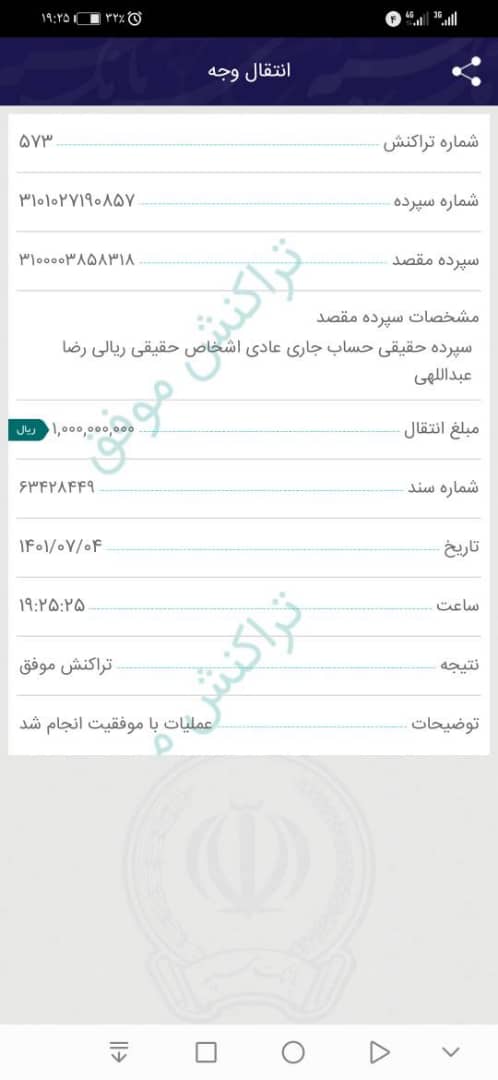 ۱۹:۲۵ ۳۲%
۴ 4G 3G
انتقال وجه
شماره تراکنش ۵۷۳
شماره سپرده ۳۱۰۱۰۲۷۱۹۰۸۵۷
سپرده مقصد ۳۱۰۰۰۰۳۸۵۸۳۱۸
مشخصات سپرده مقصد
سپرده حقیقی حساب جاری عادی اشخاص حقیقی ریالی رضا
عبداللهی
مبلغ انتقال ۱,۰۰۰,۰۰۰,۰۰۰ ریال
شماره سند ۶۳۴۲۸۴۴۹
تاریخ ۱۴۰۱/۰۷/۰۴
ساعت ۱۹:۲۵:۲۵
نتیجه تراکنش موفق
توضیحات عملیات با موفقیت انجام شد
تراکنش موفق
تراکنش م